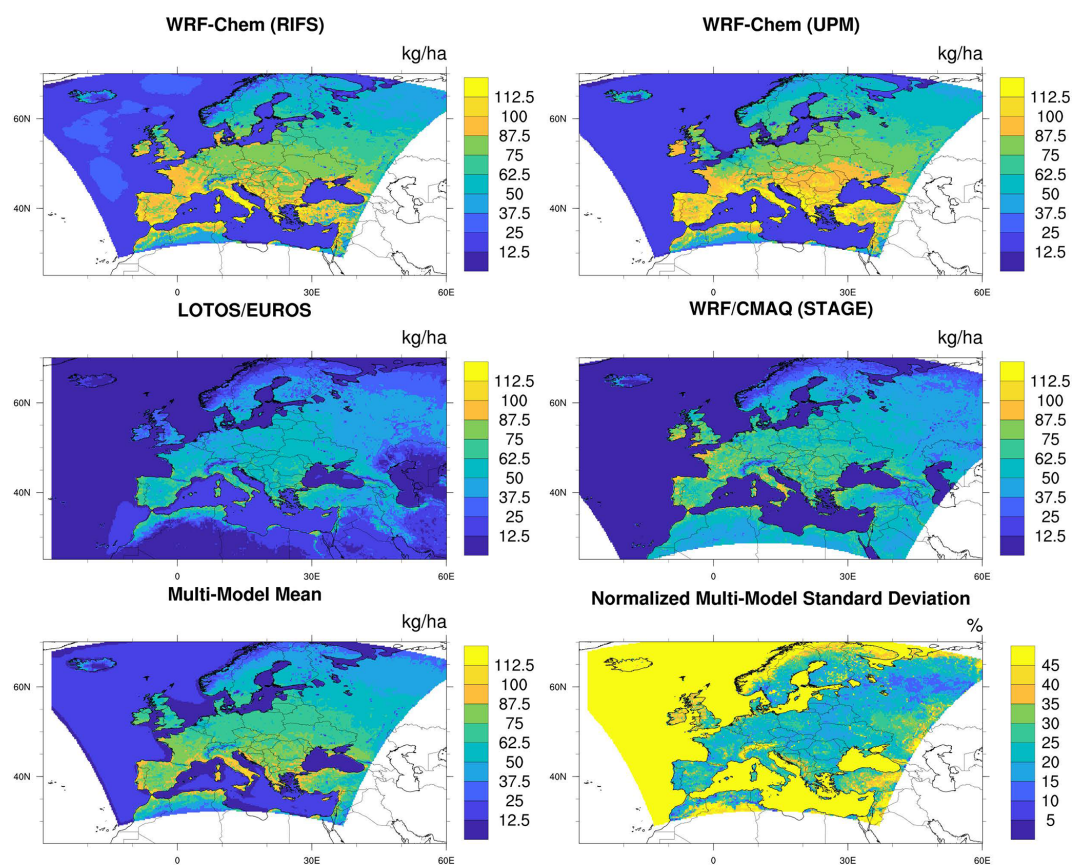 WRF-Chem (RIFS)
kg/ha
60N
40N
0
30E
60E
112.5
100
87.5
75
62.5
50
37.5
25
12.5
WRF-Chem (UPM)
kg/ha
60N
40N
0
30E
60E
112.5
100
87.5
75
62.5
50
37.5
25
12.5
LOTOS/EUROS
kg/ha
60N
40N
0
30E
60E
112.5
100
87.5
75
62.5
50
37.5
25
12.5
WRF/CMAQ (STAGE)
kg/ha
60N
40N
0
30E
60E
112.5
100
87.5
75
62.5
50
37.5
25
12.5
Multi-Model Mean
kg/ha
60N
40N
0
30E
60E
112.5
100
87.5
75
62.5
50
37.5
25
12.5
Normalized Multi-Model Standard Deviation
%
60N
40N
0
30E
60E
45
40
35
30
25
20
15
10
5